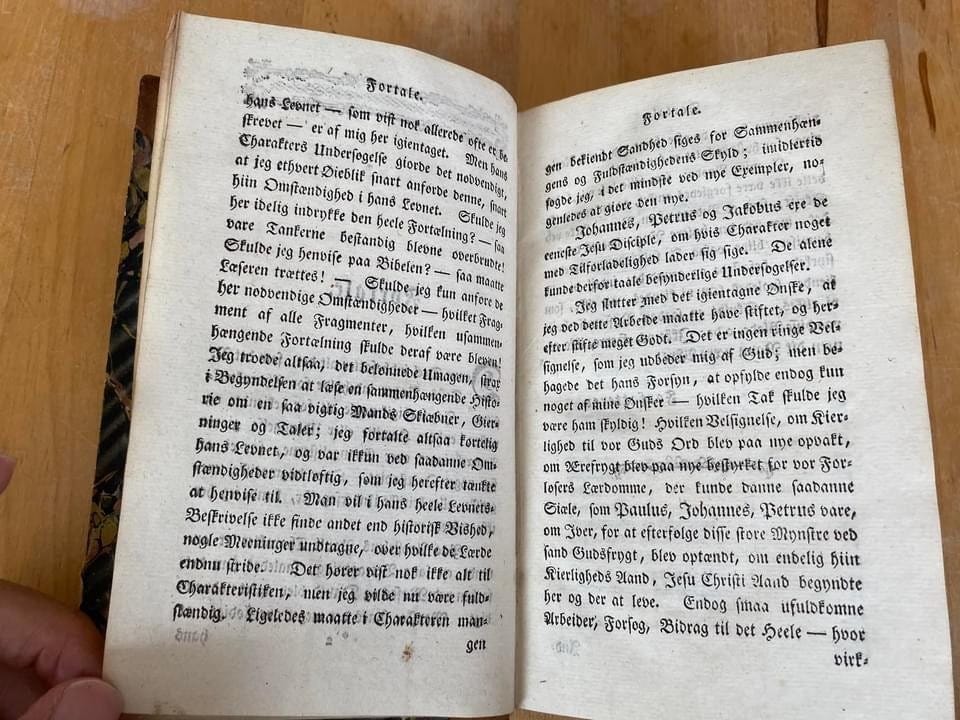 Fortale.
hans Levnet — som vist nok allerede ofte er be-
skrevet — er af mig her igientaget. Men hans
Charakters Undersøgelse giorde det nødvendigt,
at jeg ethvert Øieblik snart anførde denne, snart
hiin Omstændighed i hans Levnet. Skulde jeg
her idelig indrykke den heele Fortælning? — saa
vare Tankerne bestandig blevne overbrudte!
Skulde jeg henvise paa Bibelen? — saa maatte
Læseren trættes! — Skulde jeg kun anføre de
her nødvendige Omstændigheder — hvilket Frag-
ment af alle Fragmenter, hvilken usammen-
hængende Fortælning skulde deraf være bleven!
Jeg troede altsaa, det belønnede Umagen, strax
i Begyndelsen at læse en sammenhængende Histo-
rie om en saa vigtig Mands Skiæbner, Gier-
ninger og Taler; jeg fortalte altsaa kortelig
hans Levnet, og var ikkun ved saadanne Om-
stændigheder vidtløftig, som jeg herefter tænkte
at henvise til. Man vil i hans heele Levnets-
Beskrivelse ikke finde andet end historisk Vished,
nogle Meeninger undtagne, over hvilke de Lærde
endnu stride. Det hører vist nok ikke alt til
Charakteristiken, men jeg vilde nu være fuld-
stændig. Ligeledes maatte i Charakteren man-
gen
Fortale.
gen bekiendt Sandhed siges for Sammenhæn-
gens og Fuldstændighedens Skyld; imidlertid
søgde jeg, i det mindste ved nye Exempler, no-
genledes at giøre den nye.
Johannes, Petrus og Jakobus ere de
eeneste Jesu Disciple, om hvis Charakter noget
med Tilforladelighed lader sig sige. De alene
kunde derfor taale besynderlige Undersøgelser.
Jeg slutter med det igientagne Ønske, at
jeg ved dette Arbeide maatte have stiftet, og her-
efter stifte meget Godt. Det er ingen ringe Vel-
signelse, som jeg udbeder mig af Gud; men be-
hagede det hans Forsyn, at opfylde endog kun
noget af mine Ønsker — hvilken Tak skulde jeg
være ham skyldig! Hvilken Velsignelse, om Kier-
lighed til vor Guds Ord blev paa nye opvakt,
om Ærefrygt blev paa nye bestyrket for vor For-
løsers Lærdomme, der kunde danne saadanne
Siæle, som Paulus, Johannes, Petrus vare,
om Iver, for at efterfølge disse store Mynstre ved
sand Gudsfrygt, blev optændt, om endelig hiin
Kierligheds Aand, Jesu Christi Aand begyndte
her og der at leve. Endog smaa ufuldkomne
Arbeider, Forsøg, Bidrag til det Heele — hvor
virk-